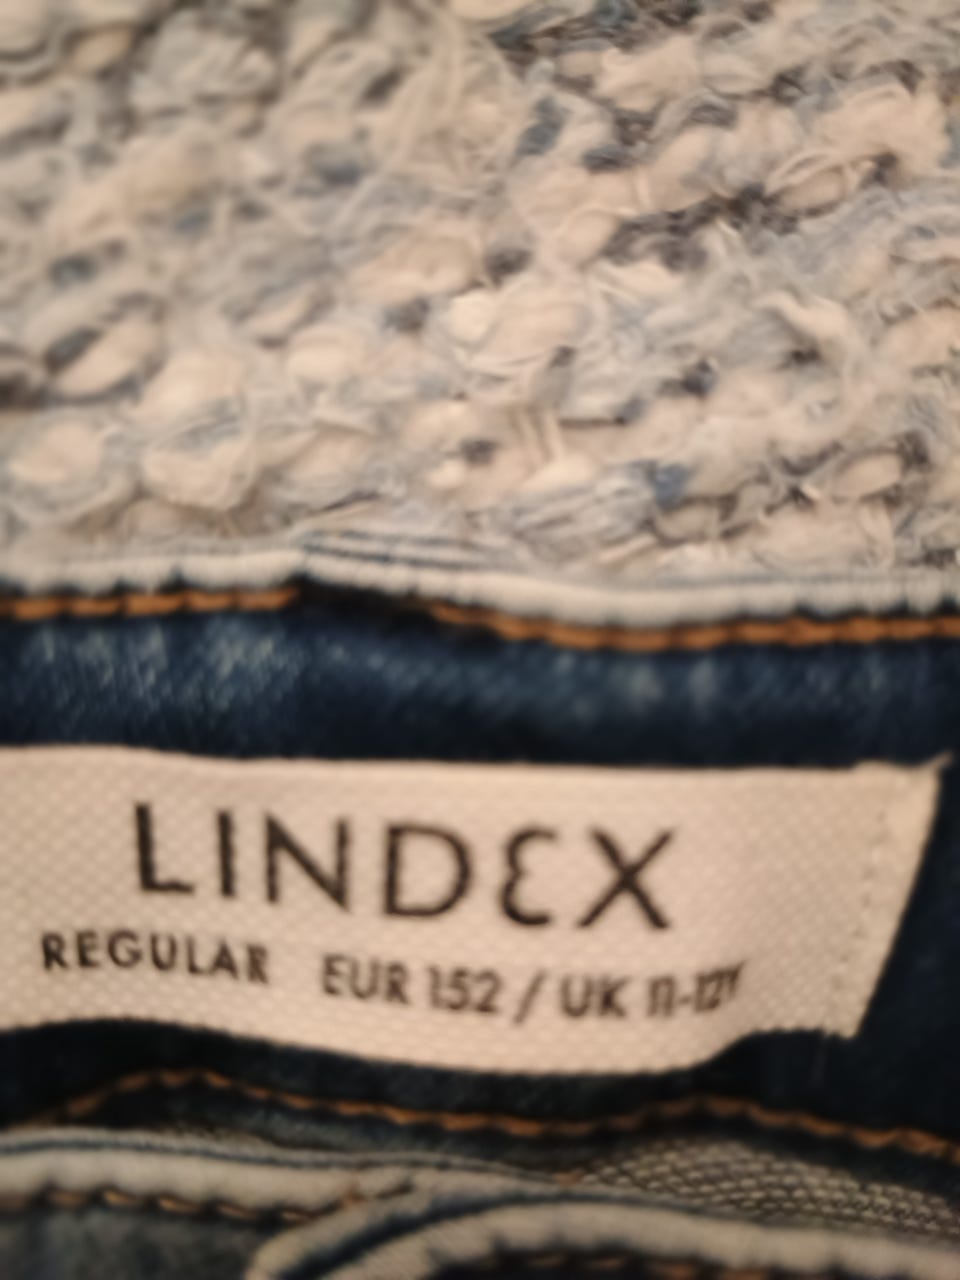 LINDEX
REGULAR EUR 152 / UK 11-12Y